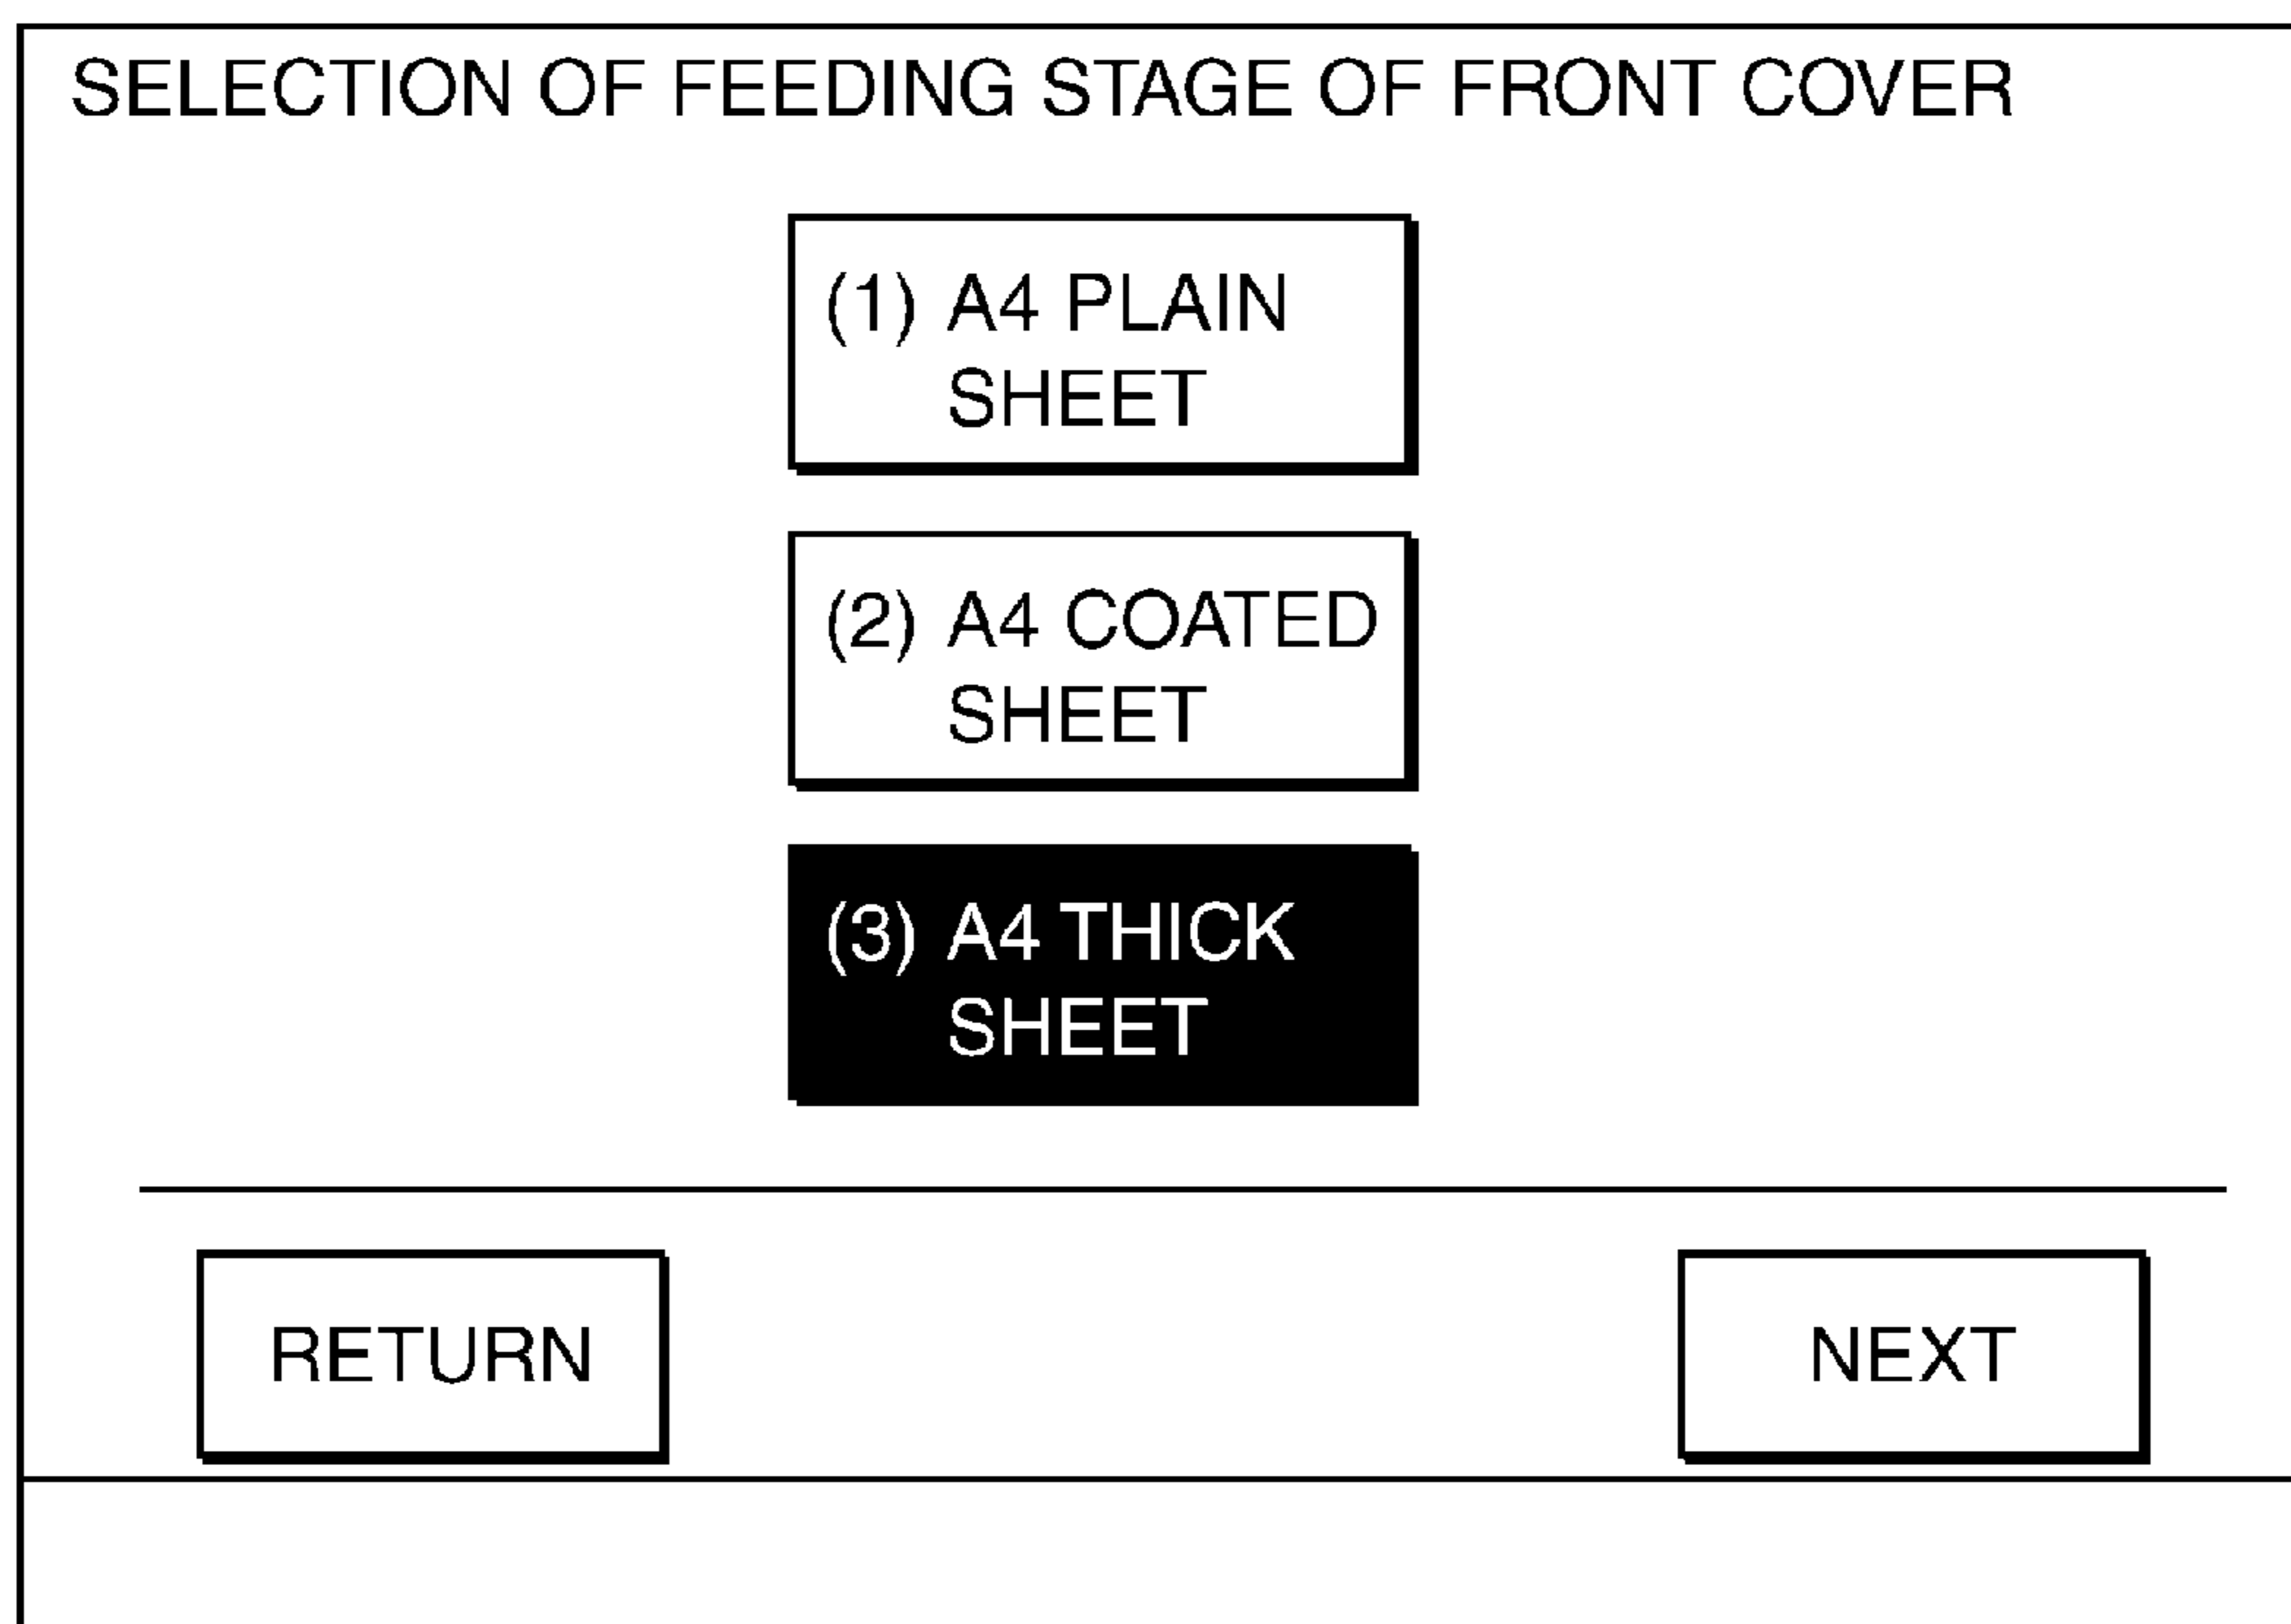 SELECTION OF FEEDING STAGE OF FRONT COVER
(1) A4 PLAIN
SHEET
(2) A4 COATED
SHEET
(3) A4 THICK
SHEET
RETURN
NEXT